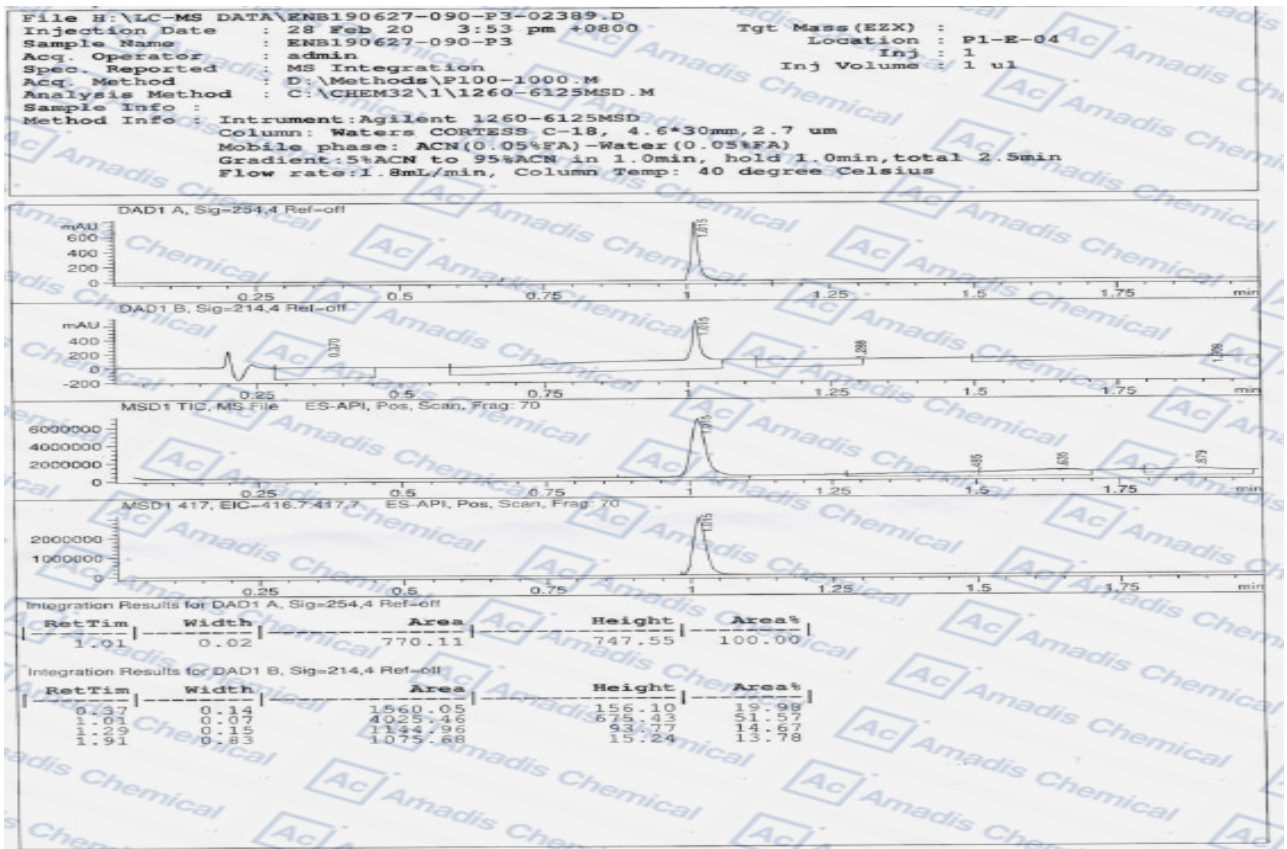 File H:\LC-MS DATA\ENB190627-090-P3-02389.D
Tgt Mass(EZX) :
Injection Date : 28 Feb 20 3:53 pm +0800
Location : P1-E-04
Sample Name : ENB190627-090-P3
Inj : 1
Acq. Operator : admin
Inj Volume : 1 ul
Spec. Reported : MS Integration
Acq. Method : D:\Methods\P100-1000.M
Analysis Method : C:\CHEM32\1\1260-6125MSD.M
Sample Info :
Method Info : Intrument:Agilent 1260-6125MSD
Column: Waters CORTESS C-18, 4.6*30mm,2.7 um
Mobile phase: ACN(0.05%FA)-Water(0.05%FA)
Gradient:5%ACN to 95%ACN in 1.0min, hold 1.0min,total 2.5min
Flow rate:1.8mL/min, Column Temp: 40 degree Celsius
DAD1 A, Sig=254,4 Ref=off
mAU
600
400
200
0
1.015
0.25 0.5 0.75 1 1.25 1.5 1.75 min
DAD1 B, Sig=214,4 Ref=off
mAU
400
200
0
-200
0.370 1.015 1.288 1.909
0.25 0.5 0.75 1 1.25 1.5 1.75 min
MSD1 TIC, MS File ES-API, Pos, Scan, Frag: 70
6000000
4000000
2000000
0
1.015 1.485 1.635 1.879
0.25 0.5 0.75 1 1.25 1.5 1.75 min
MSD1 417, EIC=416.7:417.7 ES-API, Pos, Scan, Frag: 70
2000000
1000000
0
1.015
0.25 0.5 0.75 1 1.25 1.5 1.75 min
Integration Results for DAD1 A, Sig=254,4 Ref=off
RetTim Width Area Height Area%
1.01 0.02 770.11 747.55 100.00
Integration Results for DAD1 B, Sig=214,4 Ref=off
RetTim Width Area Height Area%
0.37 0.14 1560.05 156.10 19.98
1.01 0.07 4025.46 675.43 51.57
1.29 0.15 1144.96 93.77 14.67
1.91 0.83 1075.68 15.24 13.78
Ac Amadis Chemical